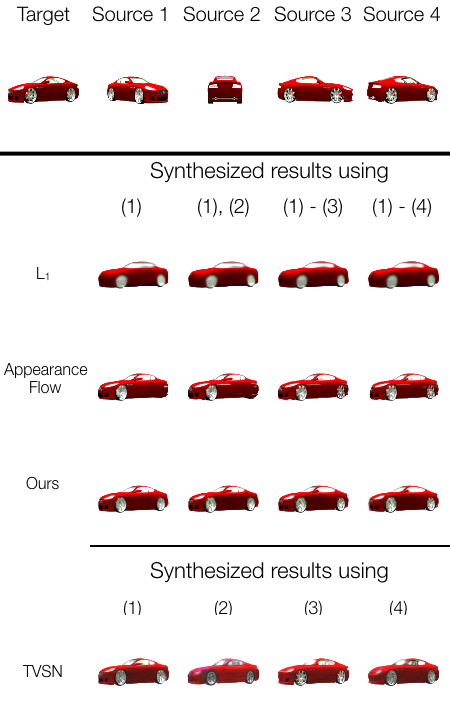 Target Source 1 Source 2 Source 3 Source 4
Synthesized results using
(1) (1), (2) (1) - (3) (1) - (4)
L₁
Appearance
Flow
Ours
Synthesized results using
(1) (2) (3) (4)
TVSN